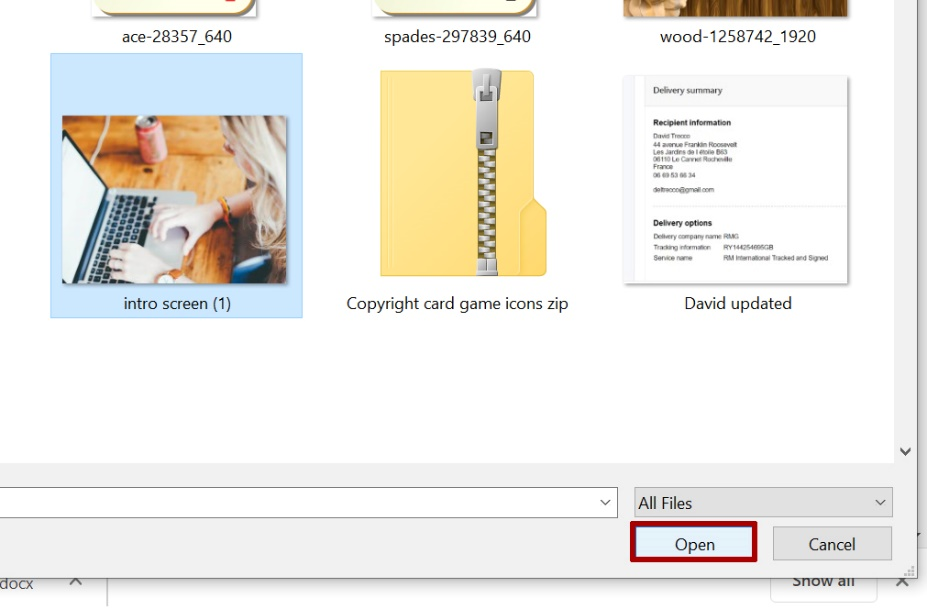 ace-28357_640
spades-297839_640
wood-1258742_1920
Delivery summary
Recipient information
David Trecco
44 avenue Franklin Roosevelt
Les Jardins de l étoile B63
06110 Le Cannet Rocheville
France
06 69 53 66 34
deltrecco@gmail.com
Delivery options
Delivery company name RMG
Tracking information RY144254695GB
Service name RM International Tracked and Signed
intro screen (1)
Copyright card game icons zip
David updated
All Files
Open
Cancel
docx
Show all